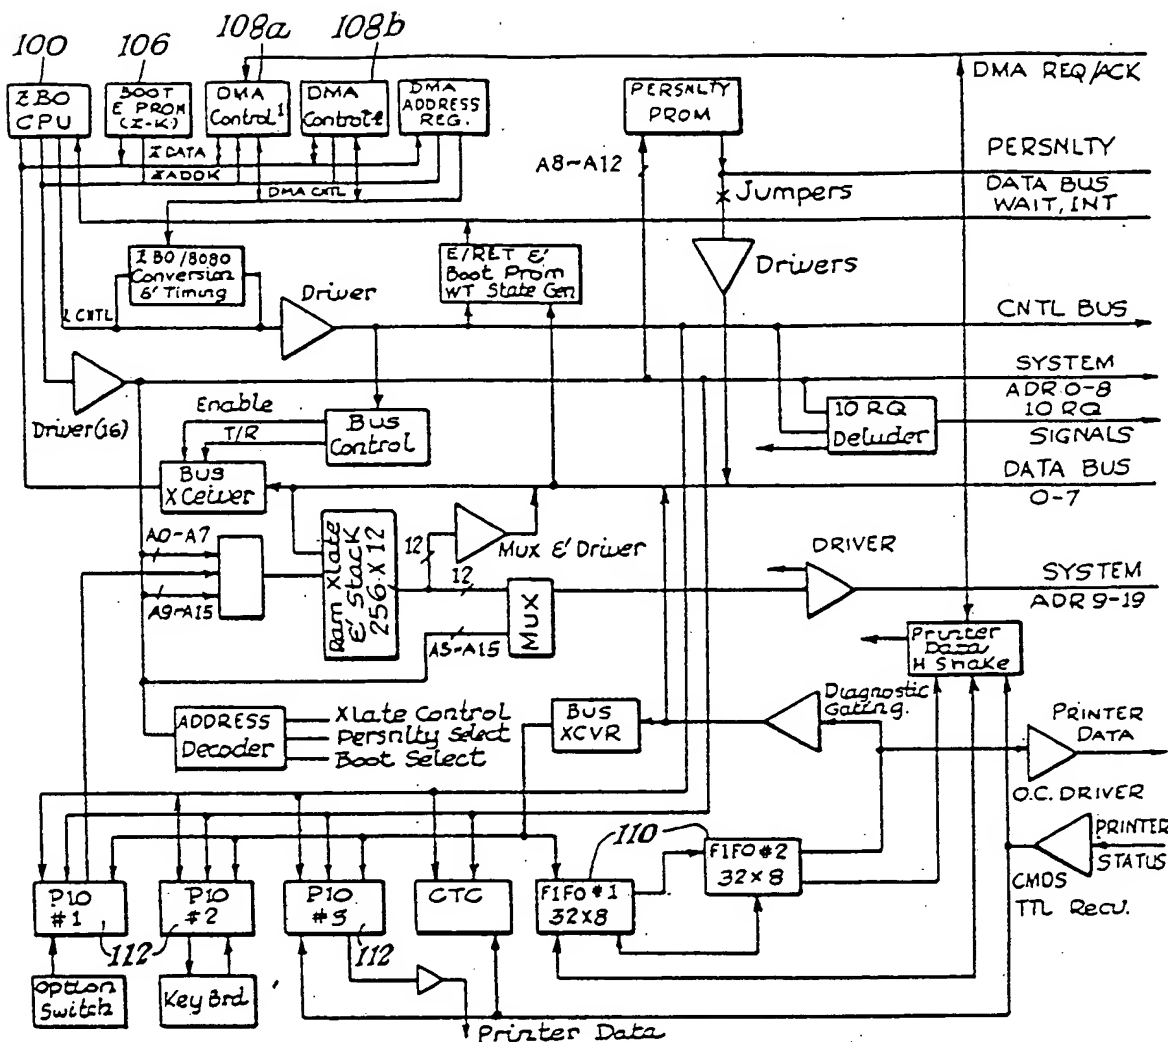 100
106
108a
108b
ZBO
CPU
BOOT
E PROM
(Z-K)
DMA
Control 1
DMA
Control 2
DMA
ADDRESS
REG.
PERSNLTY
PROM
DMA REQ/ACK
Z DATA
Z ADDR
DMA CNTL
A8~A12
PERSNLTY
Jumpers
DATA BUS
WAIT, INT
ZBO/8080
Conversion
E' Timing
Z CNTL
Driver
E/RET E'
Boot Prom
WT State Gen
Drivers
CNTL BUS
Driver(16)
Enable
T/R
Bus
Control
SYSTEM
ADR 0-8
IO RQ
Deluder
IO RQ
SIGNALS
Bus
XCeiver
DATA BUS
0-7
A0-A7
A9-A15
Ram Xlate
E' Stack
256 X 12
12
12
Mux E' Driver
MUX
A5~A15
DRIVER
SYSTEM
ADR 9-19
Printer
Data
H Snake
ADDRESS
Decoder
Xlate Control
Persnlty Select
Boot Select
BUS
XCVR
Diagnostic
Gating.
PRINTER
DATA
O.C. DRIVER
PRINTER
STATUS
CMOS
TTL Recv.
110
PIO
#1
PIO
#2
PIO
#3
CTC
FIFO #1
32X8
FIFO #2
32X8
112
112
Option
Switch
Key Brd
Printer Data